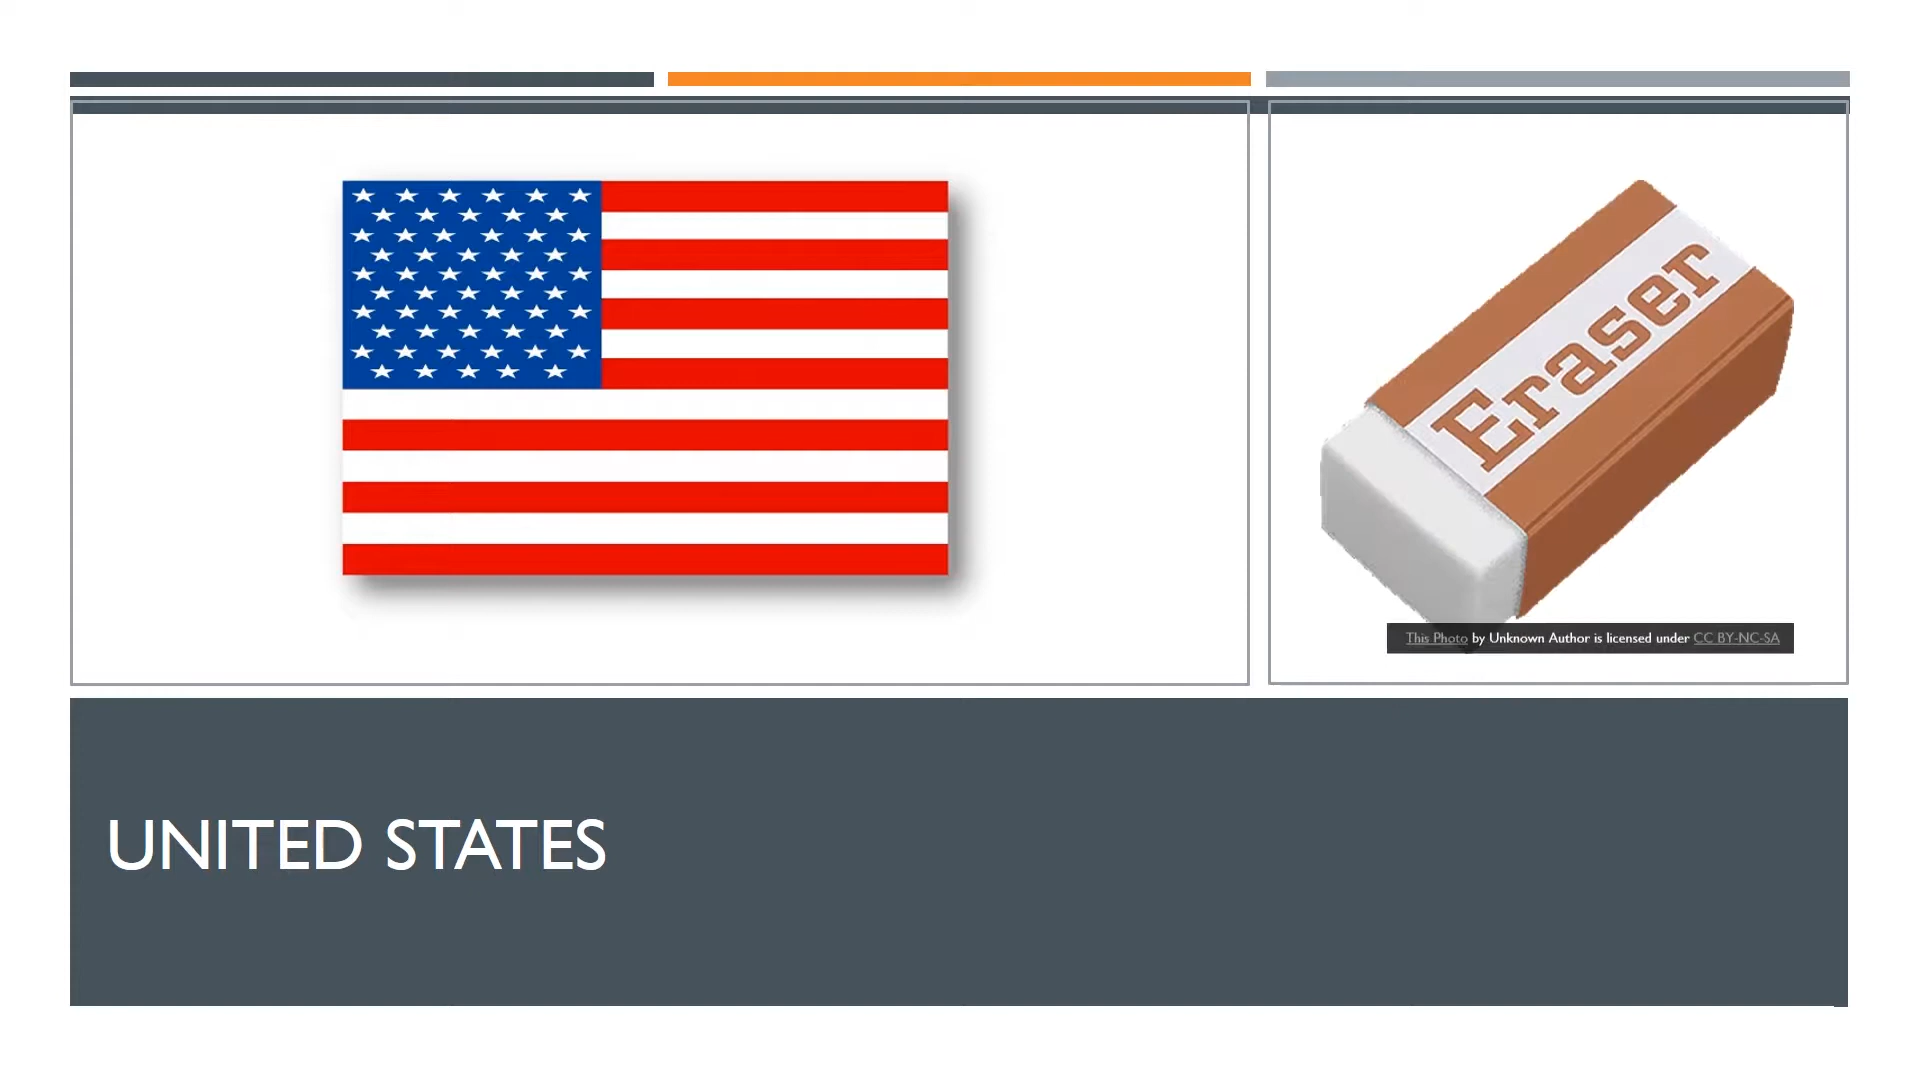 Eraser
This Photo by Unknown Author is licensed under CC BY-NC-SA
UNITED STATES